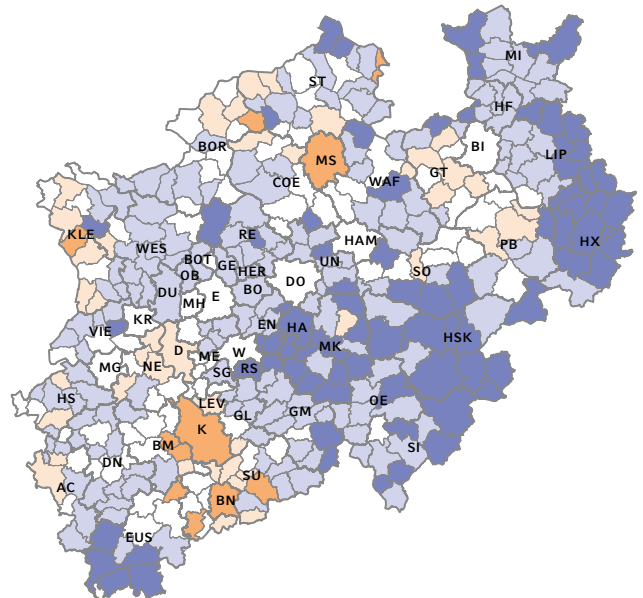 MI
ST
HF
BI
BOR
MS
LIP
GT
COE
WAF
KLE
RE
HAM
HX
WES
PB
BOT
GE
UN
SO
OB
HER
DU
BO
DO
MH
E
KR
EN
HA
VIE
HSK
MK
D
ME
W
MG
NE
SG
RS
HS
LEV
OE
GL
GM
K
BM
SI
DN
SU
AC
BN
EUS